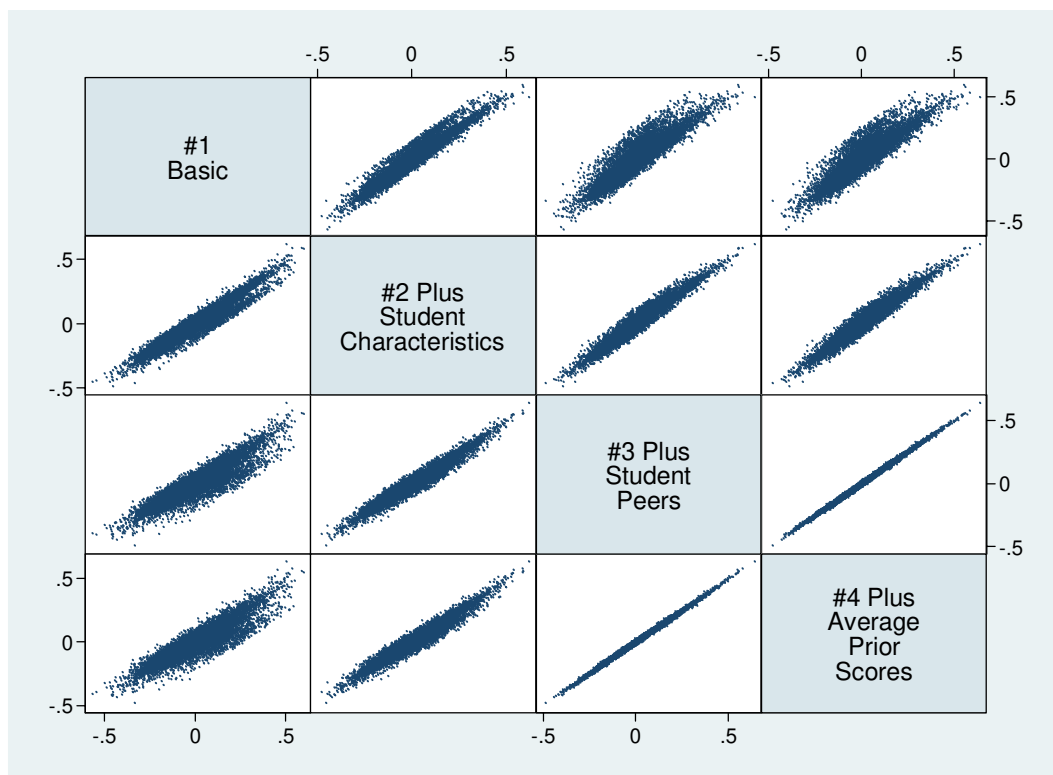 -.5 0 .5 -.5 0 .5
#1
Basic
.5
0
-.5
.5
0
-.5
#2 Plus
Student
Characteristics
#3 Plus
Student
Peers
.5
0
-.5
.5
0
-.5
#4 Plus
Average
Prior
Scores
-.5 0 .5 -.5 0 .5